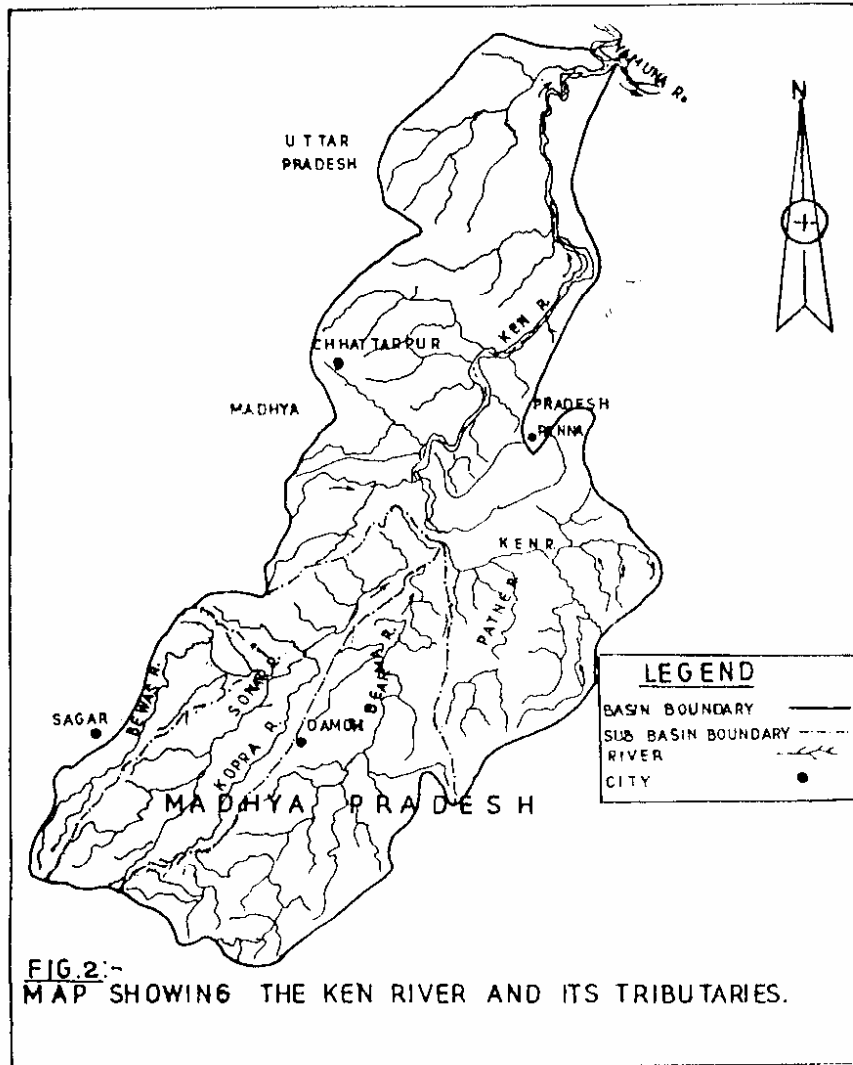 YAMUNA R.
N
UTTAR
PRADESH
KEN R.
CHHATTARPUR
MADHYA
PRADESH
PANNA
KEN R.
PATNE R.
BEWAS R.
SONAR R.
BEARMA R.
SAGAR
KOPRA R.
DAMOH
MADHYA PRADESH
LEGEND
BASIN BOUNDARY
SUB BASIN BOUNDARY
RIVER
CITY
FIG.2:-
MAP SHOWING THE KEN RIVER AND ITS TRIBUTARIES.